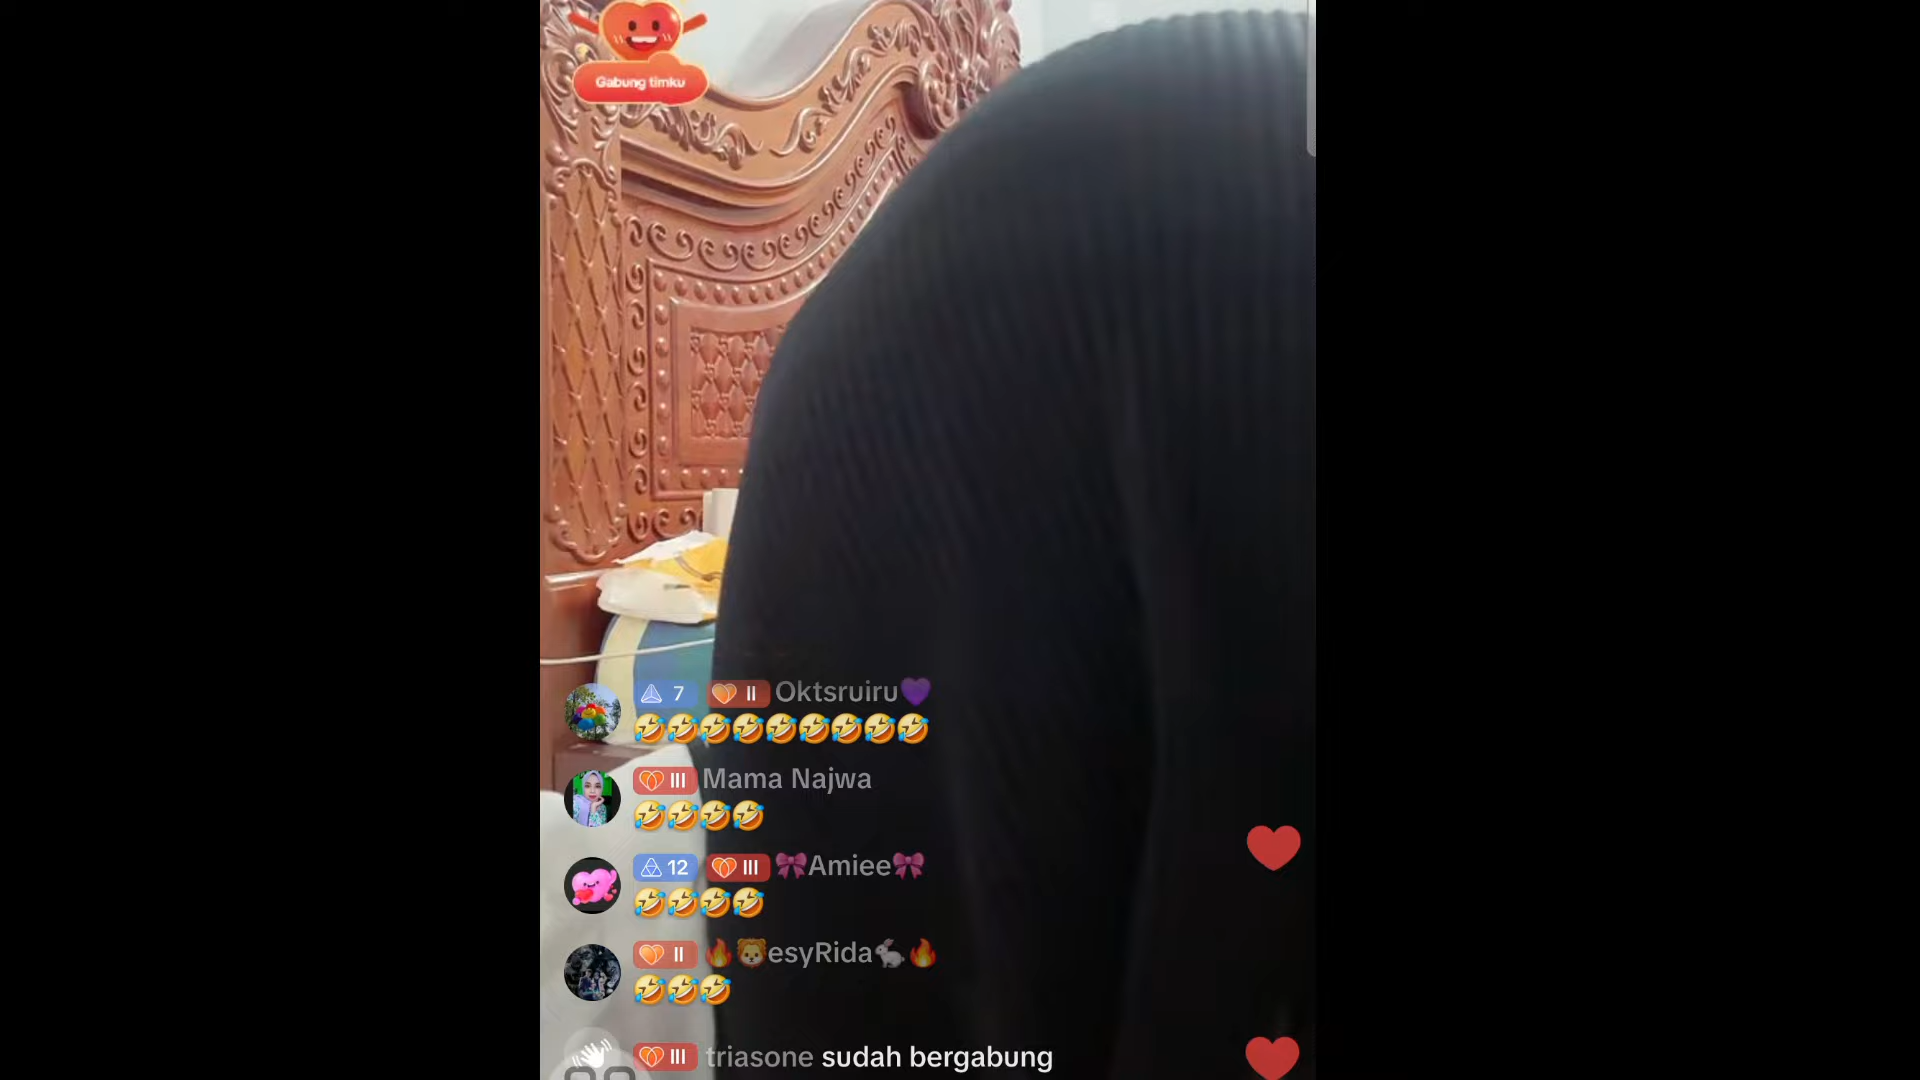 Gabung timku
7 II Oktsruiru💜
🤣🤣🤣🤣🤣🤣🤣🤣🤣
III Mama Najwa
🤣🤣🤣🤣
12 III 🎀Amiee🎀
🤣🤣🤣🤣
II 🔥🦁esyRida🐇🔥
🤣🤣🤣
III triasone sudah bergabung